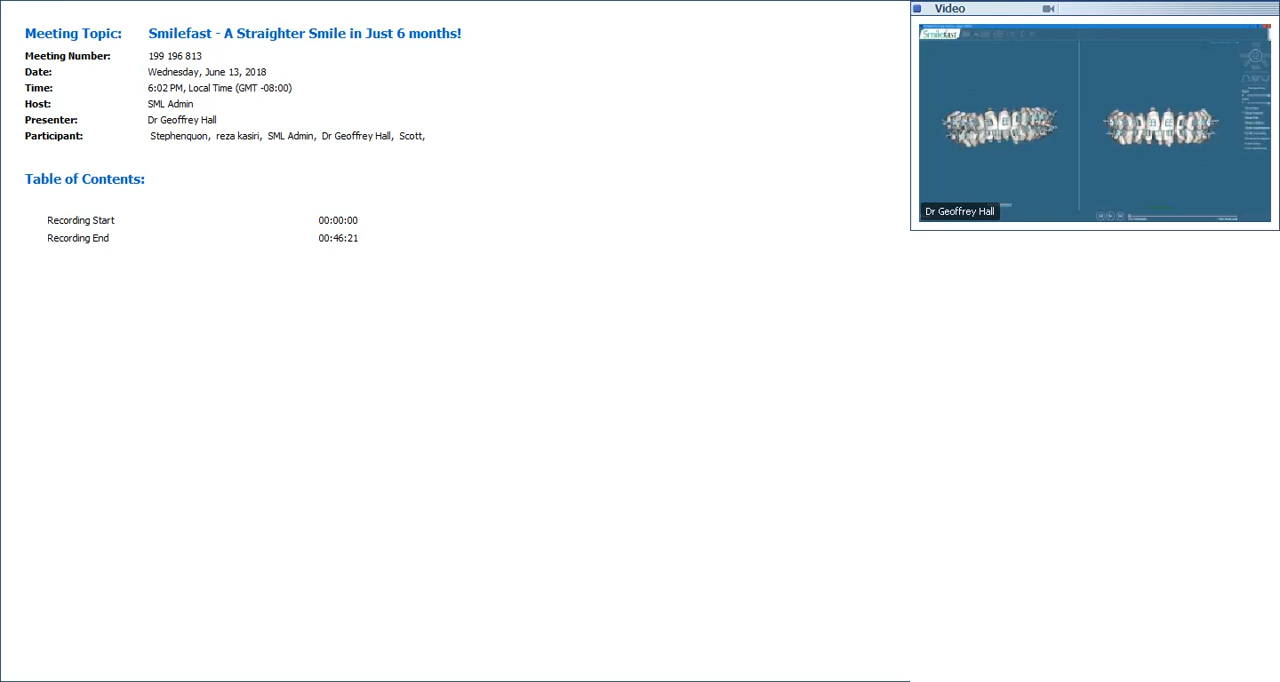 Meeting Topic: Smilefast - A Straighter Smile in Just 6 months!
Meeting Number: 199 196 813
Date: Wednesday, June 13, 2018
Time: 6:02 PM, Local Time (GMT -08:00)
Host: SML Admin
Presenter: Dr Geoffrey Hall
Participant: Stephenquon, reza kasiri, SML Admin, Dr Geoffrey Hall, Scott,
Table of Contents:
Recording Start 00:00:00
Recording End 00:46:21
Video
Smilefast
Dr Geoffrey Hall